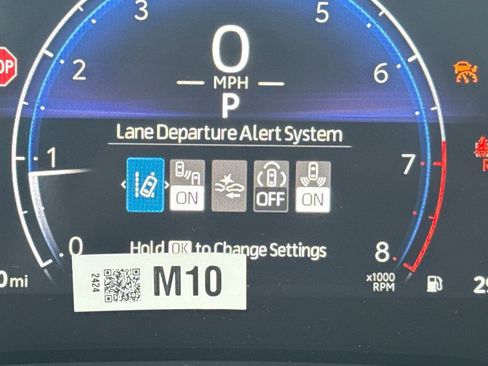 3
5
0
2
6
MPH
P
Lane Departure Alert System
1
7
ON
OFF
ON
0
Hold OK to Change Settings
8
0 mi
x1000
RPM
2424
M10